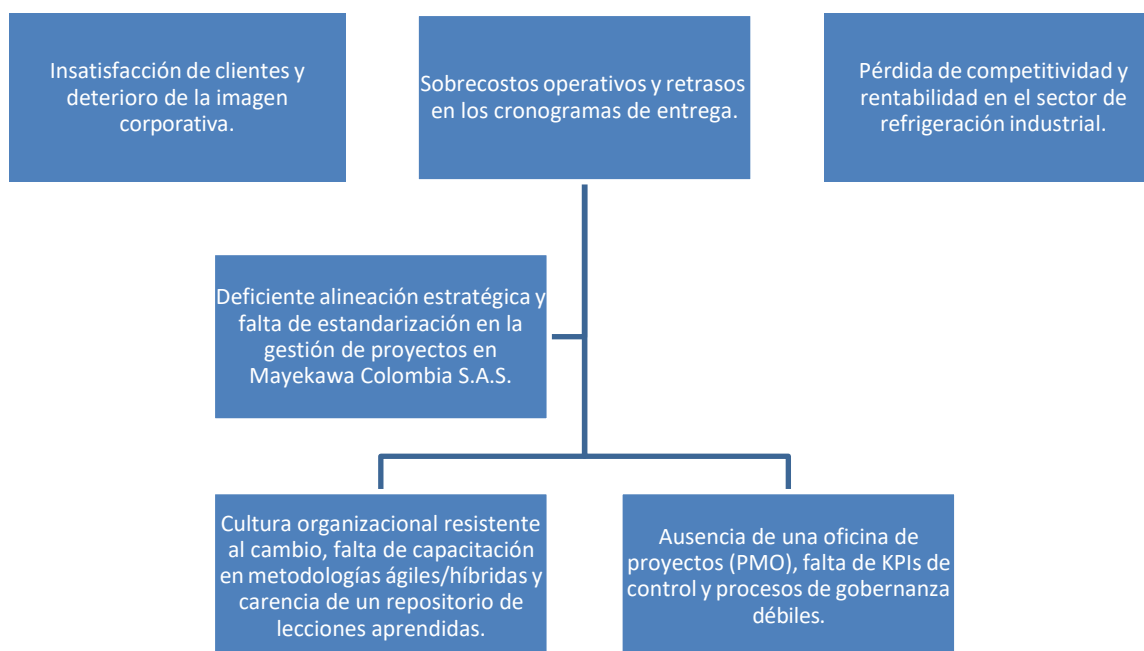 Insatisfacción de clientes y
deterioro de la imagen
corporativa.
Sobrecostos operativos y retrasos
en los cronogramas de entrega.
Pérdida de competitividad y
rentabilidad en el sector de
refrigeración industrial.
Deficiente alineación estratégica y
falta de estandarización en la
gestión de proyectos en
Mayekawa Colombia S.A.S.
Cultura organizacional resistente
al cambio, falta de capacitación
en metodologías ágiles/híbridas y
carencia de un repositorio de
lecciones aprendidas.
Ausencia de una oficina de
proyectos (PMO), falta de KPIs de
control y procesos de gobernanza
débiles.